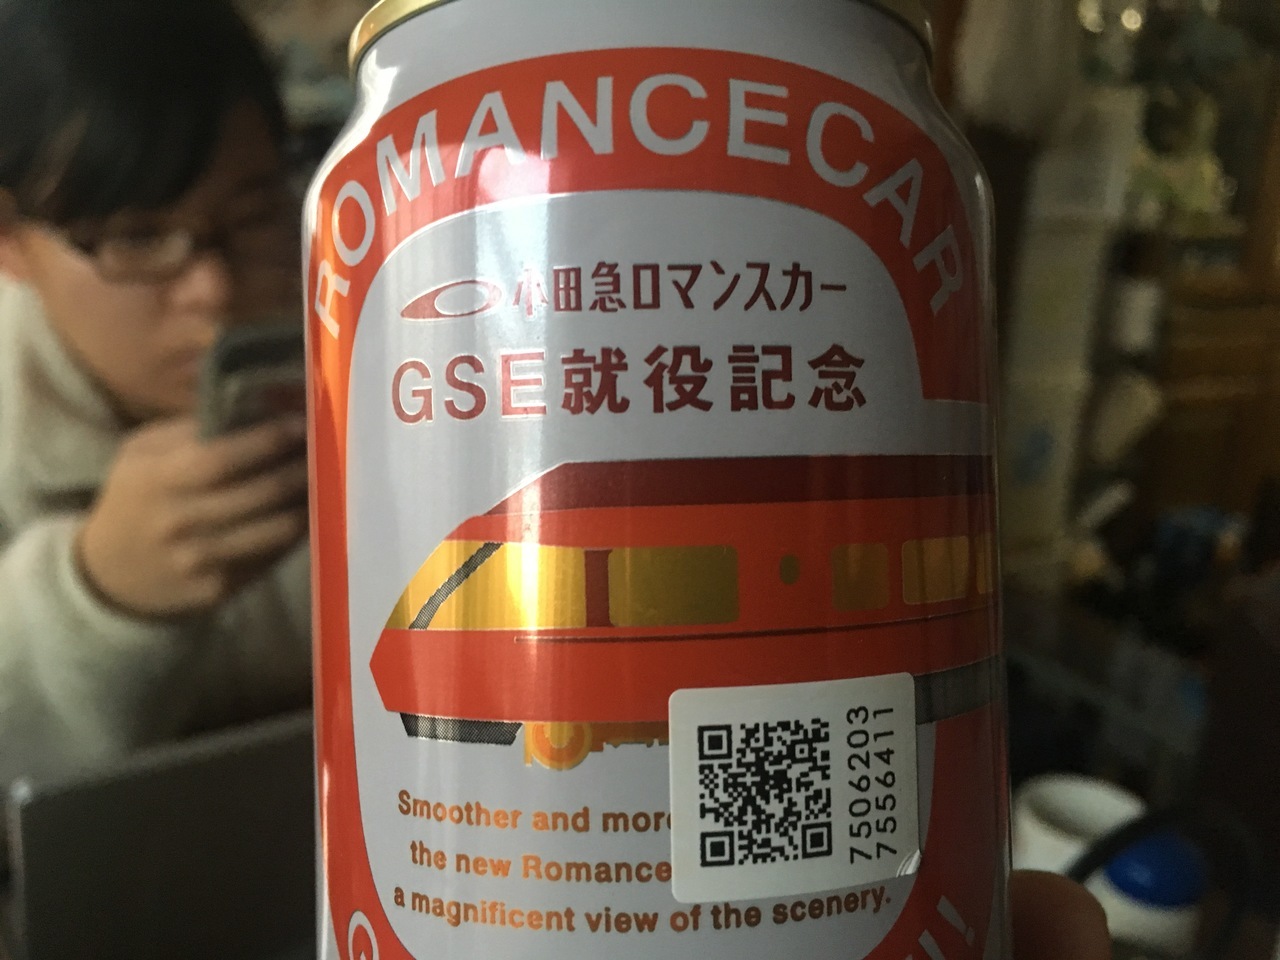 ROMANCECAR
小田急ロマンスカー
GSE就役記念
Smoother and more
the new Romance
a magnificent view of the scenery.
7506203
7556411